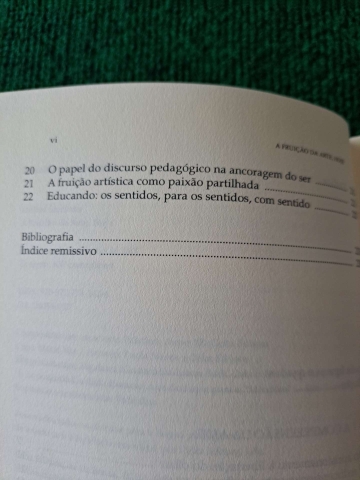 vi
A FRUIÇÃO DA
20 O papel do discurso pedagógico na ancoragem do ser
21 A fruição artística como paixão partilhada
22 Educando: os sentidos, para os sentidos, com sentido
Bibliografia
Índice remissivo